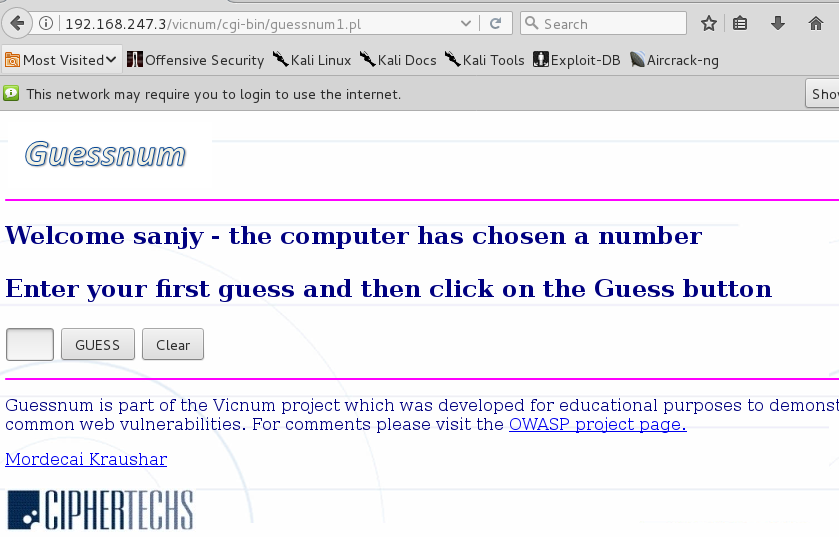 192.168.247.3/vicnum/cgi-bin/guessnum1.pl Search
Most Visited Offensive Security Kali Linux Kali Docs Kali Tools Exploit-DB Aircrack-ng
This network may require you to login to use the internet. Sho
Guessnum
Welcome sanjy - the computer has chosen a number
Enter your first guess and then click on the Guess button
GUESS Clear
Guessnum is part of the Vicnum project which was developed for educational purposes to demonst
common web vulnerabilities. For comments please visit the OWASP project page.
Mordecai Kraushar
CIPHERTECHS